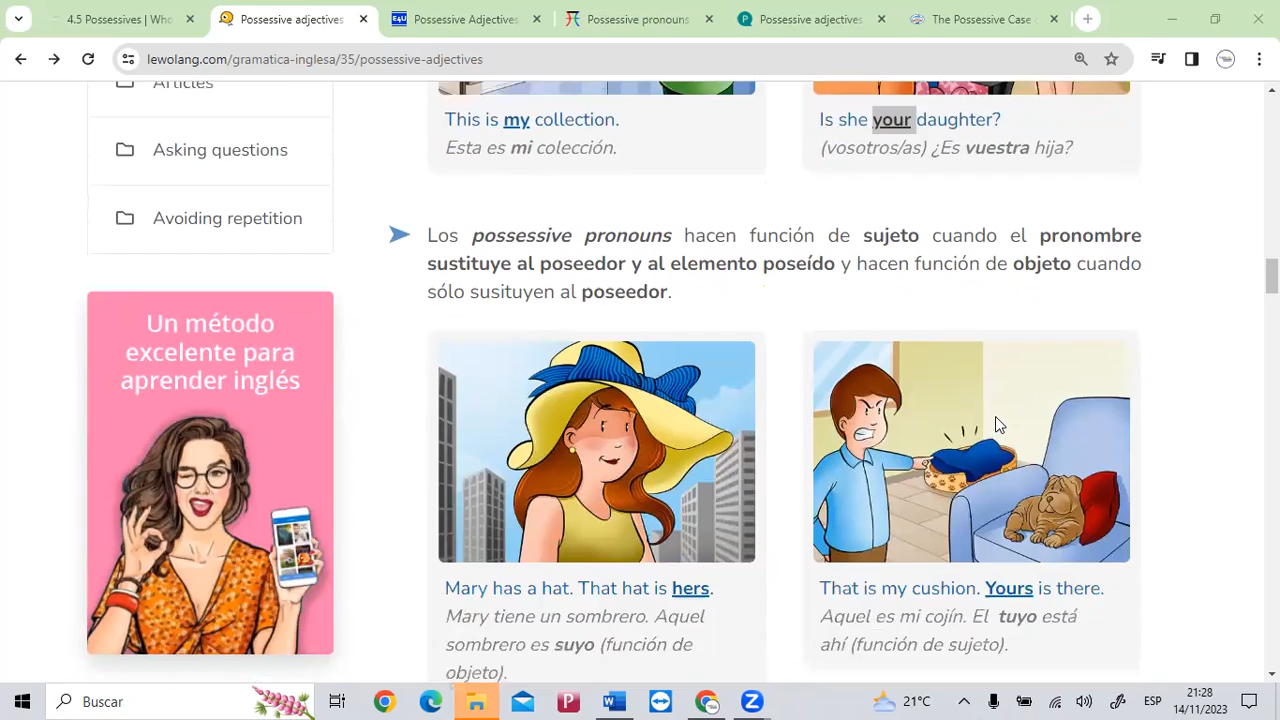 4.5 Possessives | Who
Possessive adjectives
E4U
Possessive Adjectives
Possessive pronouns
Possessive adjectives
The Possessive Case o
lewolang.com/gramatica-inglesa/35/possessive-adjectives
Articles
Asking questions
Avoiding repetition
Un método
excelente para
aprender inglés
This is my collection.
Esta es mi colección.
Is she your daughter?
(vosotros/as) ¿Es vuestra hija?
Los possessive pronouns hacen función de sujeto cuando el pronombre
sustituye al poseedor y al elemento poseído y hacen función de objeto cuando
sólo susituyen al poseedor.
Mary has a hat. That hat is hers.
Mary tiene un sombrero. Aquel
sombrero es suyo (función de
objeto).
That is my cushion. Yours is there.
Aquel es mi cojín. El tuyo está
ahí (función de sujeto).
Buscar
21°C
ESP
21:28
14/11/2023